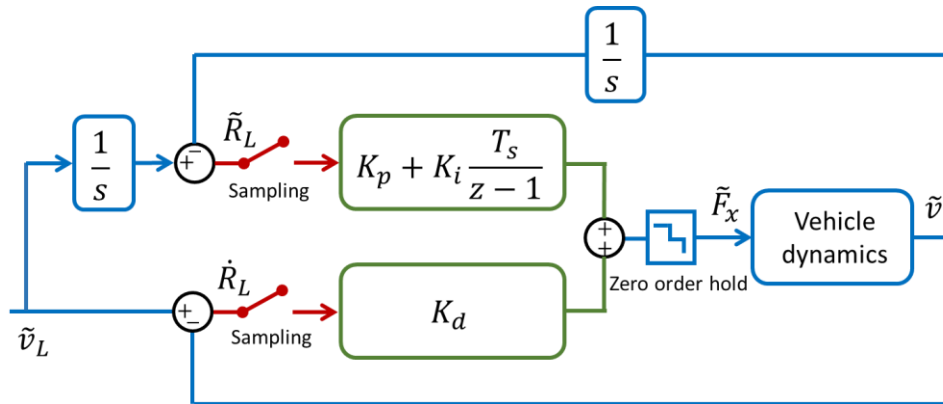 1/s
1/s
R̃_L
Sampling
K_p + K_i T_s/(z − 1)
+ −
+
+
F̃_x
Vehicle dynamics
ṽ
Zero order hold
Ṙ_L
Sampling
K_d
−
ṽ_L